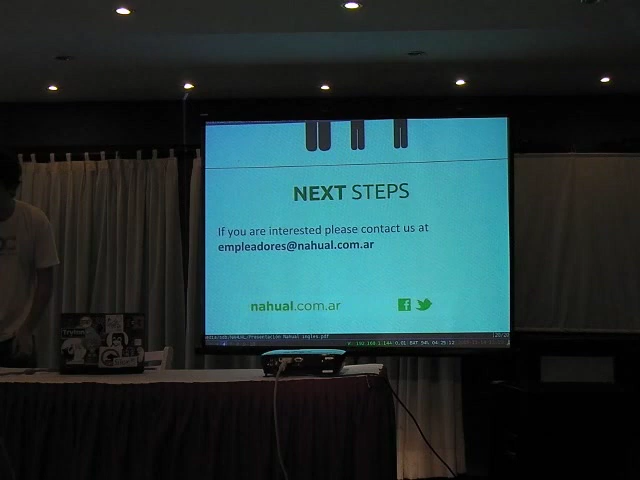 NEXT STEPS
If you are interested please contact us at
empleadores@nahual.com.ar
nahual.com.ar